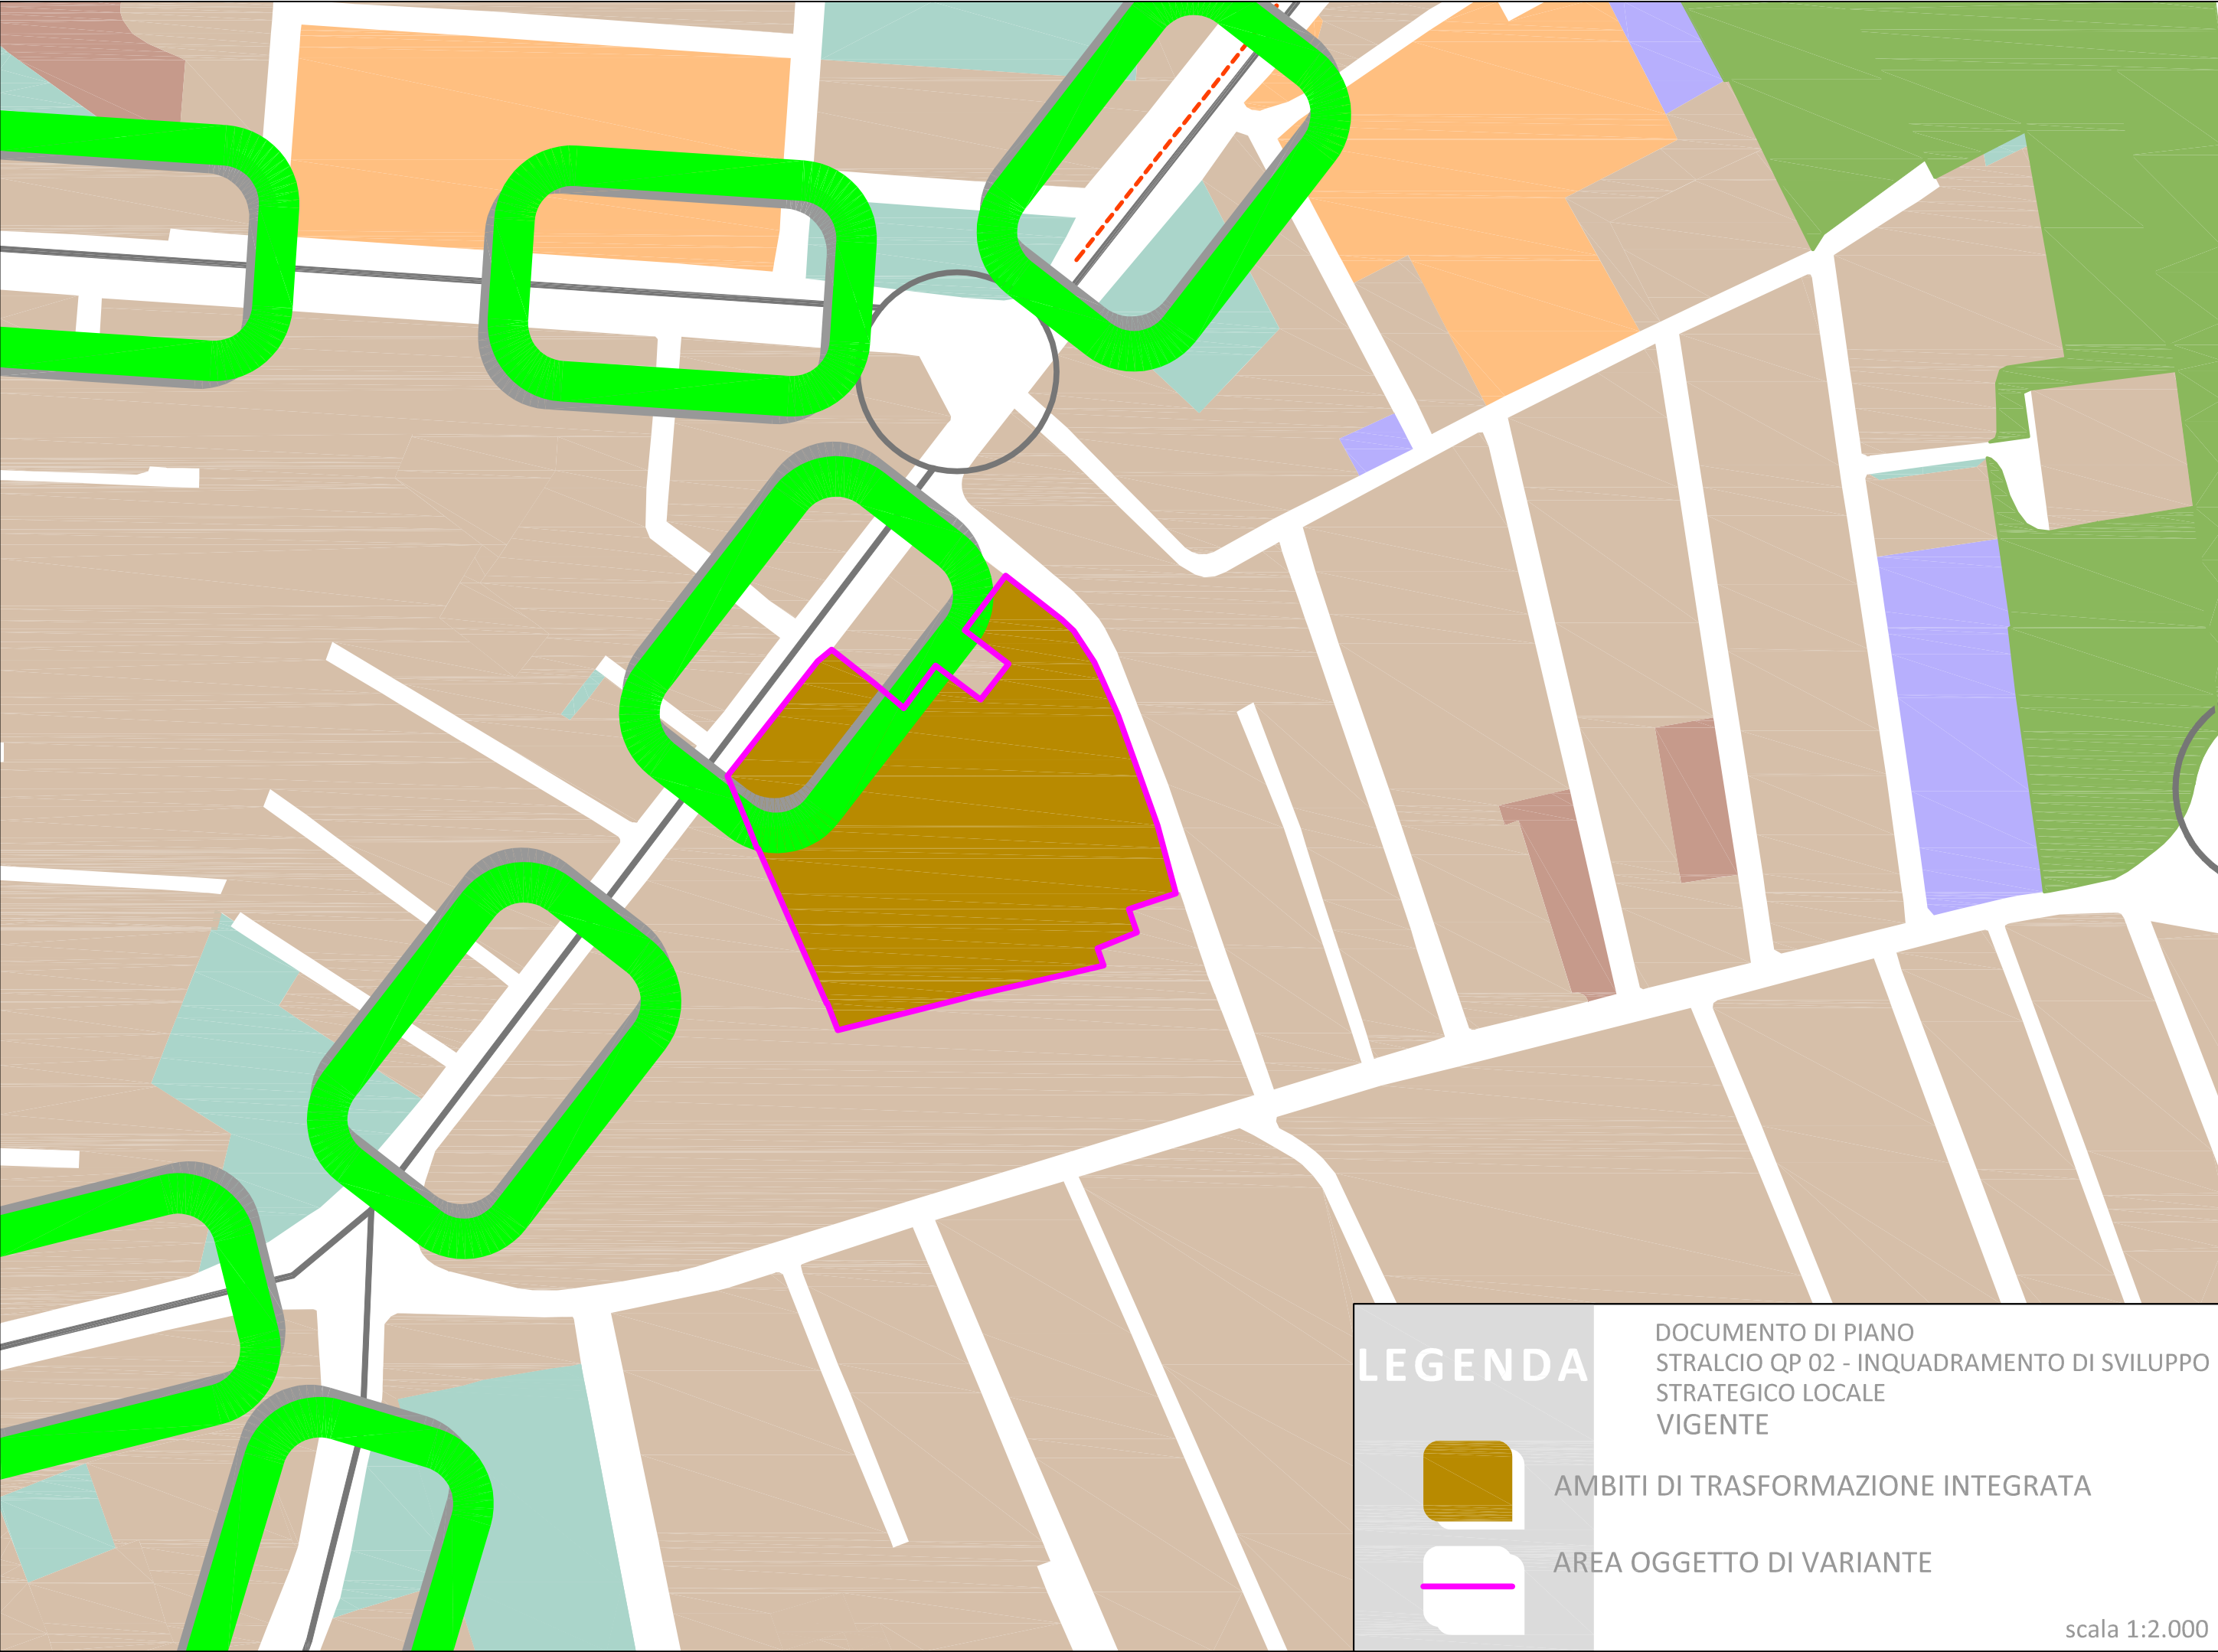 LEGENDA
DOCUMENTO DI PIANO
STRALCIO QP 02 - INQUADRAMENTO DI SVILUPPO
STRATEGICO LOCALE
VIGENTE
AMBITI DI TRASFORMAZIONE INTEGRATA
AREA OGGETTO DI VARIANTE
scala 1:2.000